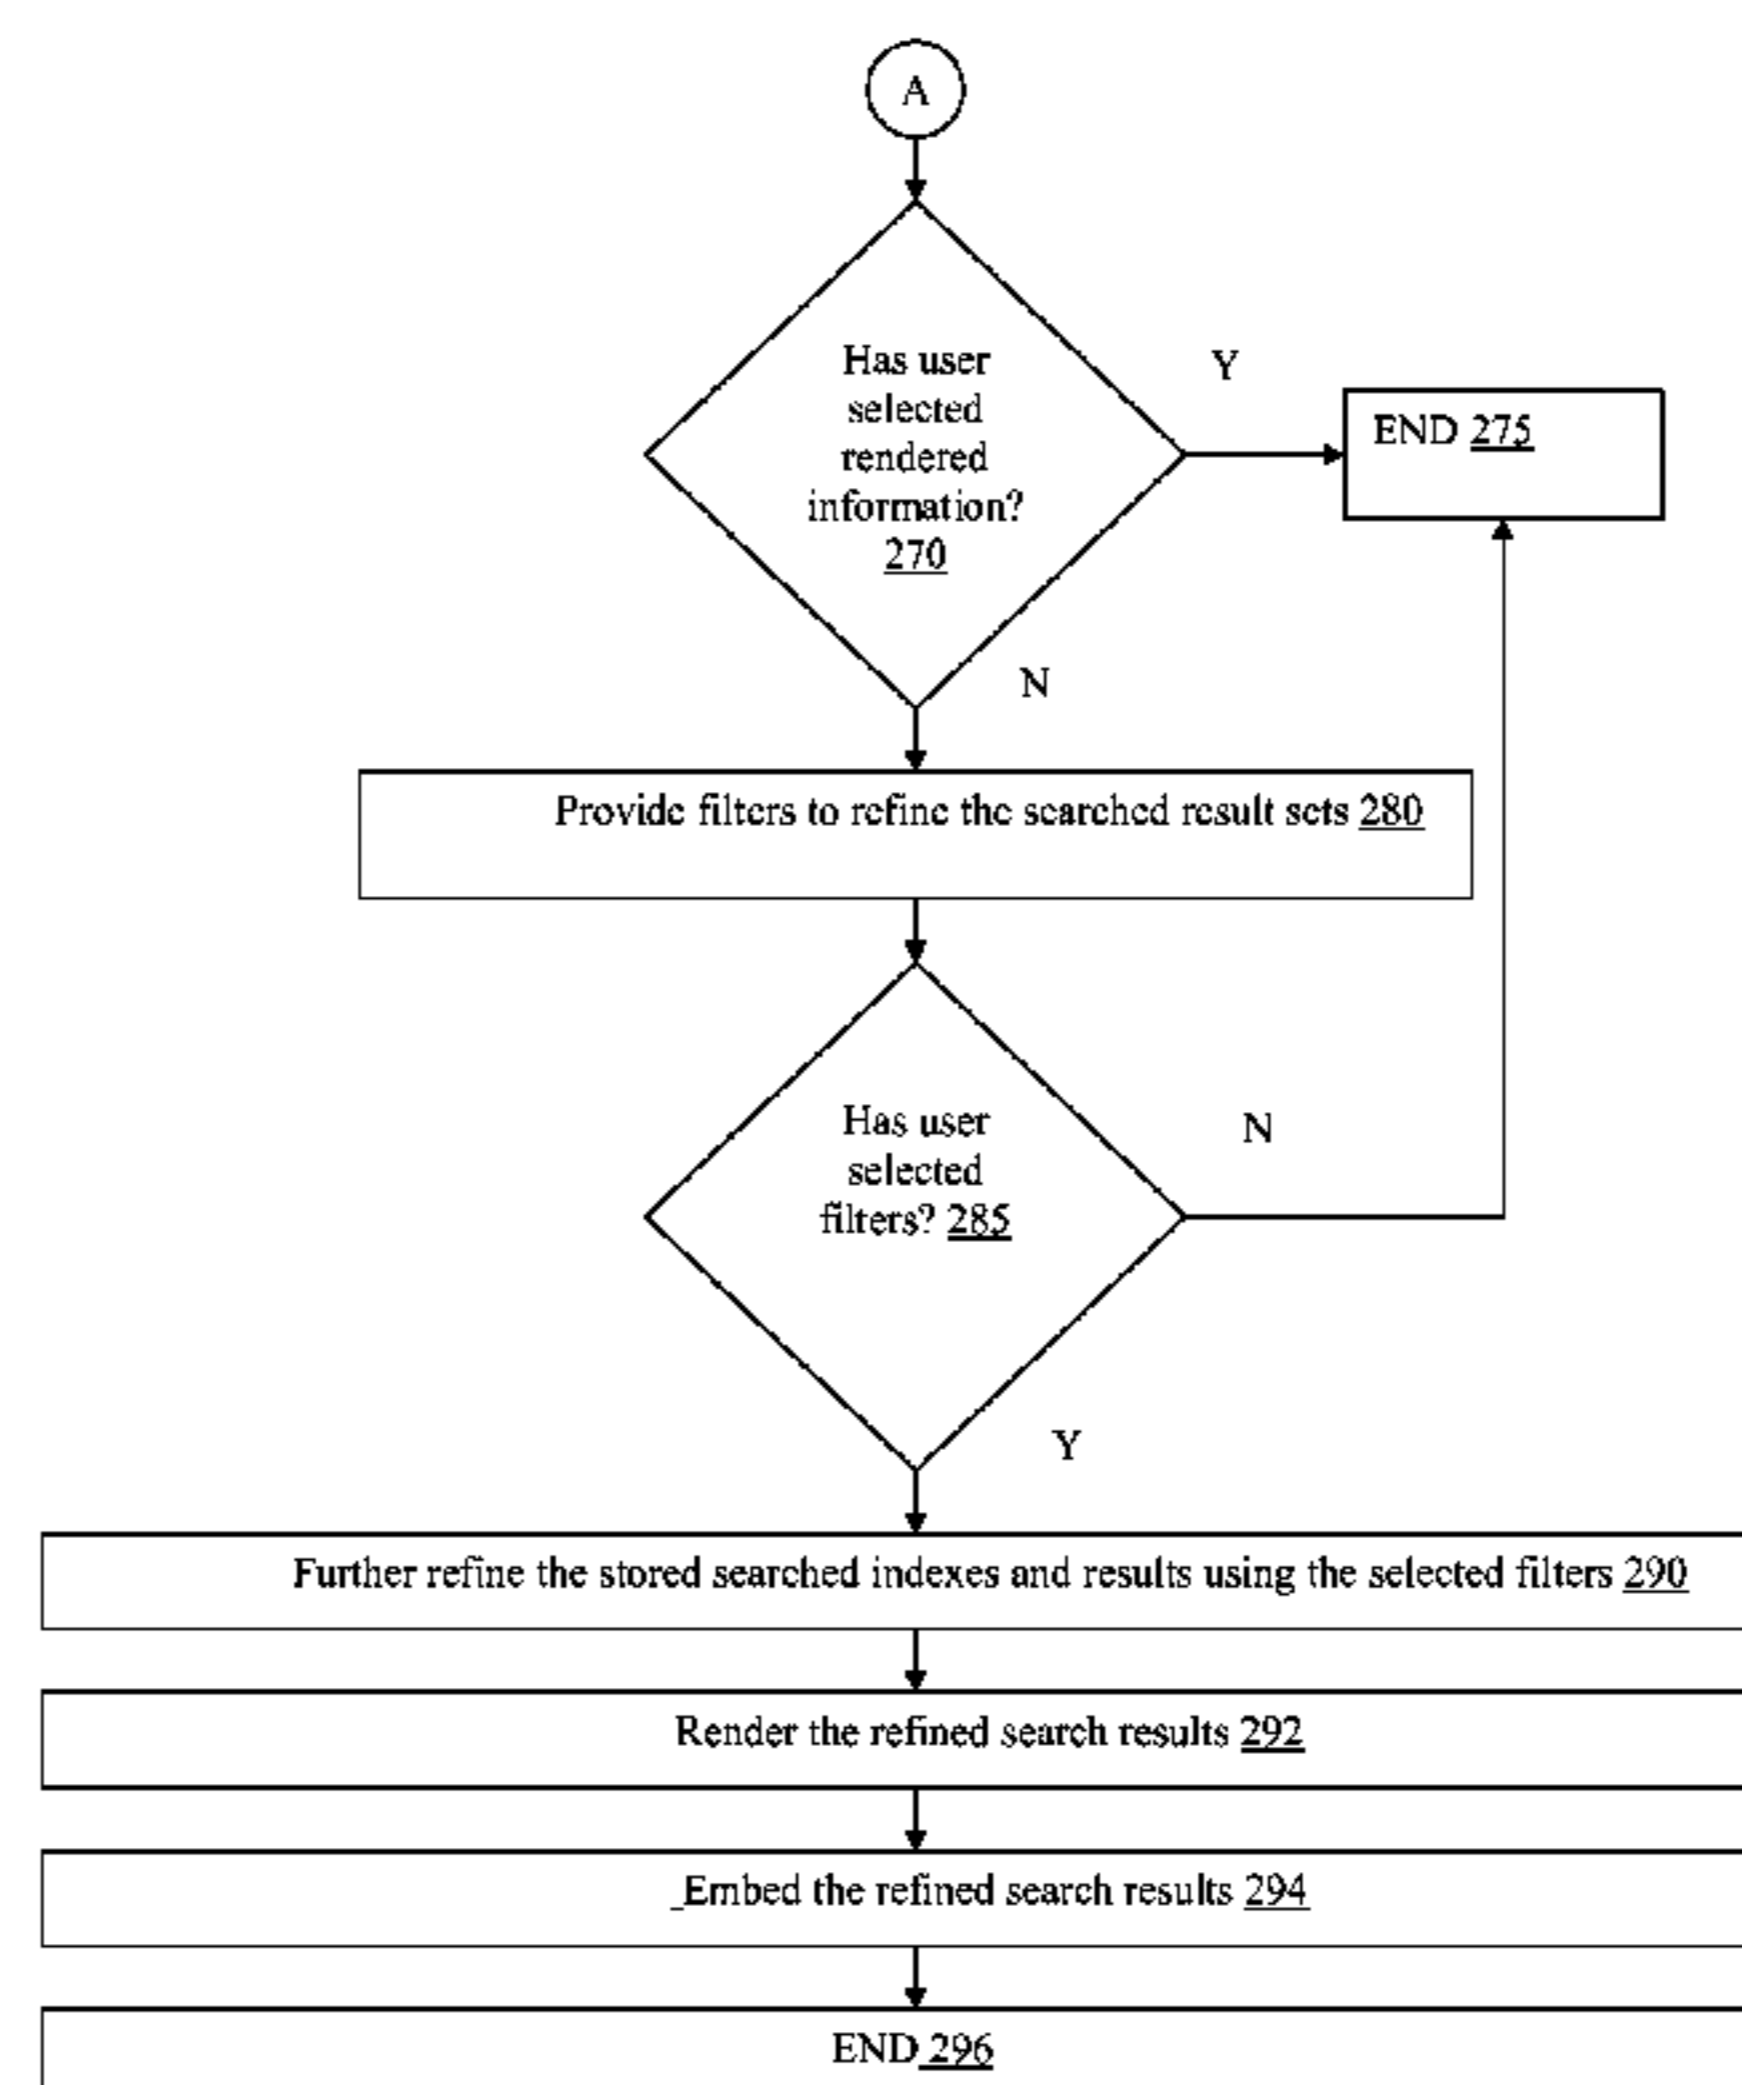 A
Has user
selected
rendered
information?
270
Y
END 275
N
Provide filters to refine the searched result sets 280
Has user
selected
filters? 285
N
Y
Further refine the stored searched indexes and results using the selected filters 290
Render the refined search results 292
_Embed the refined search results 294
END 296